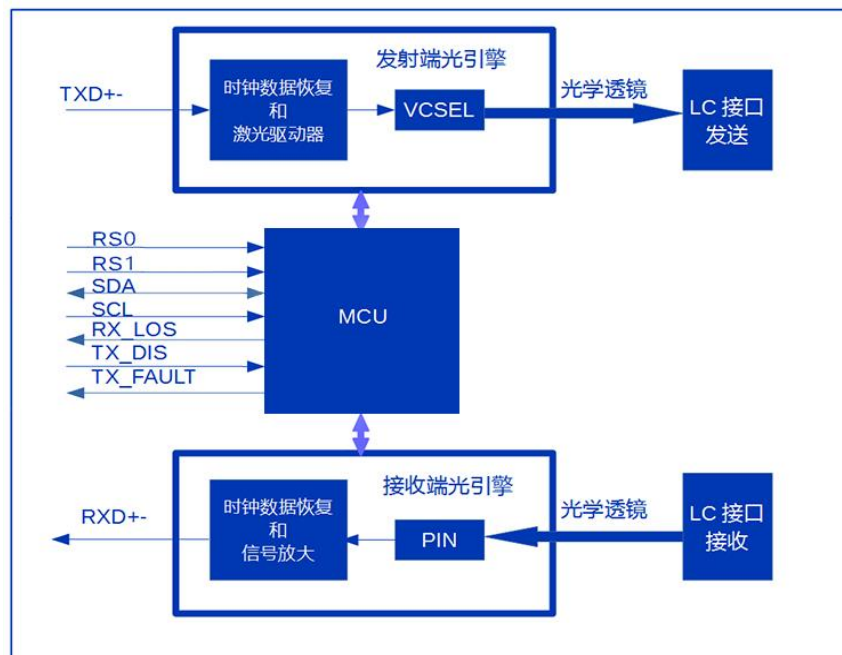 发射端光引擎
TXD+-
时钟数据恢复
和
激光驱动器
VCSEL
光学透镜
LC 接口
发送
RS0
RS1
SDA
SCL
RX_LOS
TX_DIS
TX_FAULT
MCU
接收端光引擎
RXD+-
时钟数据恢复
和
信号放大
PIN
光学透镜
LC 接口
接收